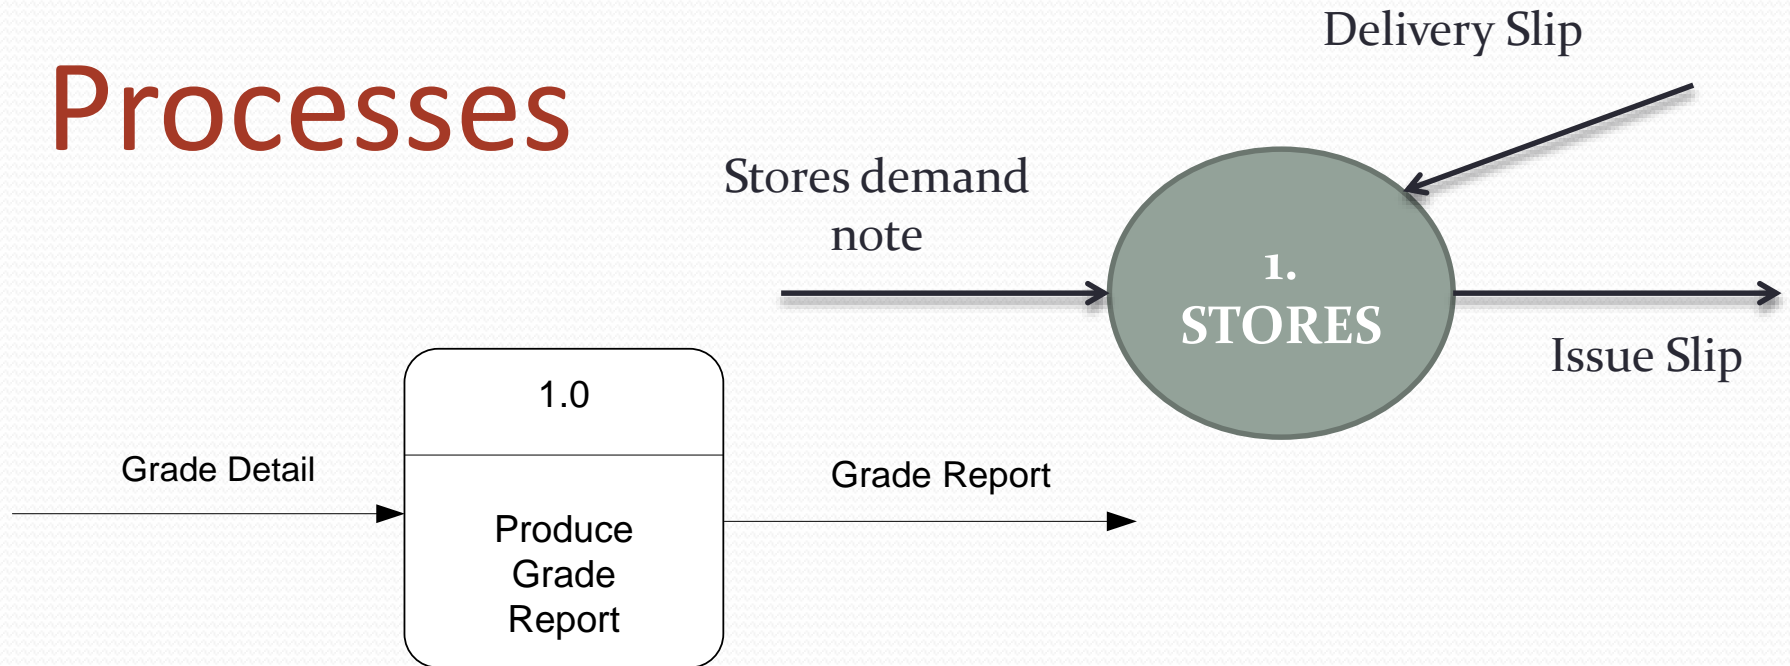 Processes
Delivery Slip
Stores demand
note
1.
STORES
Issue Slip
1.0
Grade Detail
Produce
Grade
Report
Grade Report